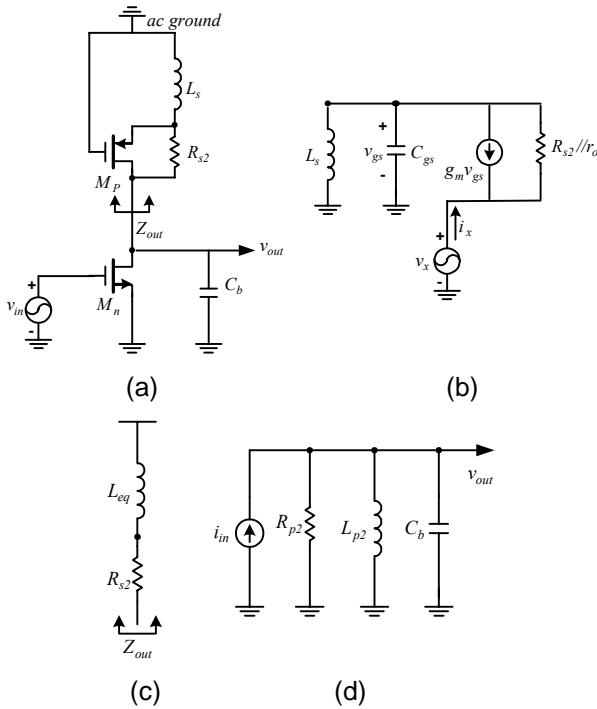 ac ground
L_s
R_s2
M_P
Z_out
v_out
+
v_in
-
M_n
C_b
(a)
L_s
+
v_gs
-
C_gs
g_m v_gs
R_s2//r_o
i_x
+
v_x
-
(b)
L_eq
R_s2
Z_out
(c)
v_out
i_in
R_p2
L_p2
C_b
(d)